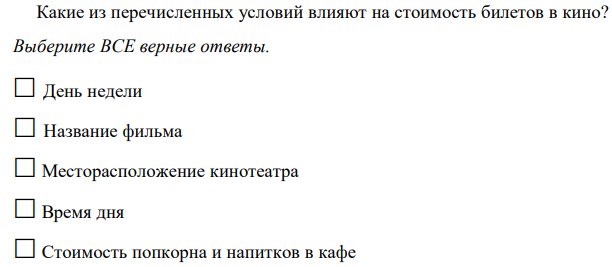 Какие из перечисленных условий влияют на стоимость билетов в кино?
Выберите ВСЕ верные ответы.
День недели
Название фильма
Месторасположение кинотеатра
Время дня
Стоимость попкорна и напитков в кафе